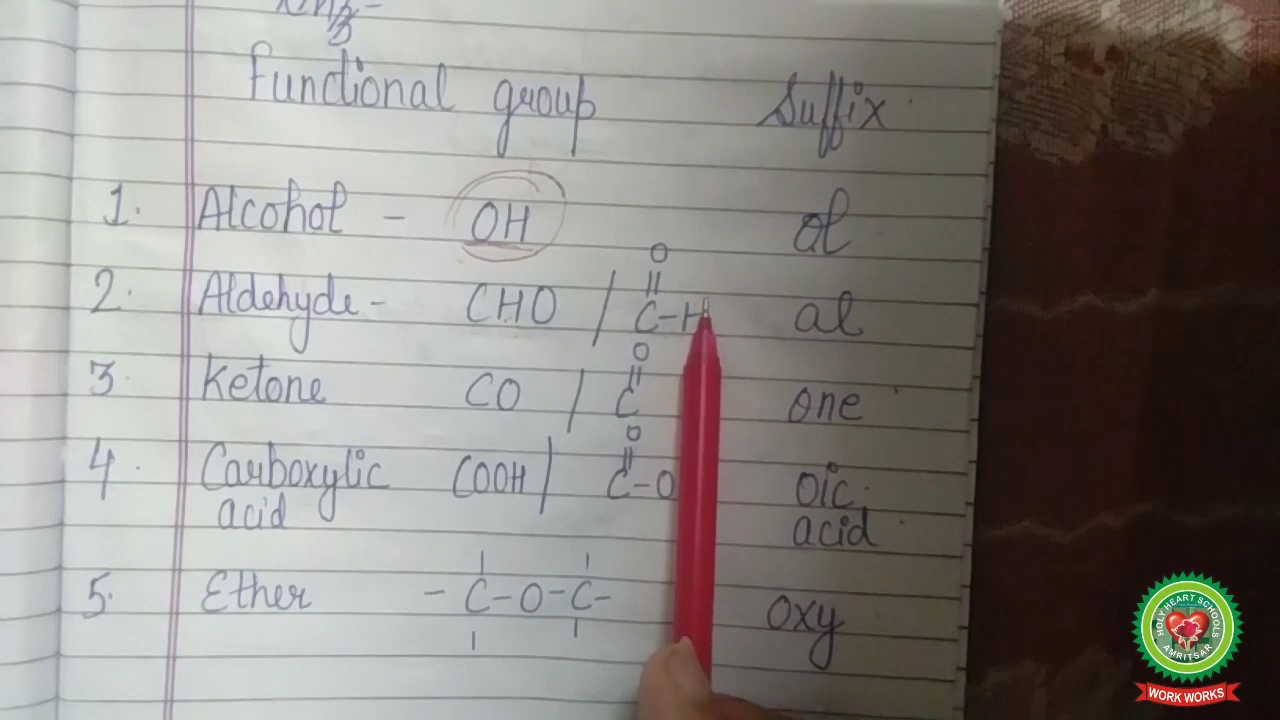 Functional group Suffix
1. Alcohol - OH ol
2. Aldehyde - CHO / C-H al
O
3. Ketone CO / C one
O
4. Carboxylic acid COOH / C-O oic acid
O
5. Ether -C-O-C- oxy
HOLY HEART SCHOOLS
AMRITSAR
WORK WORKS